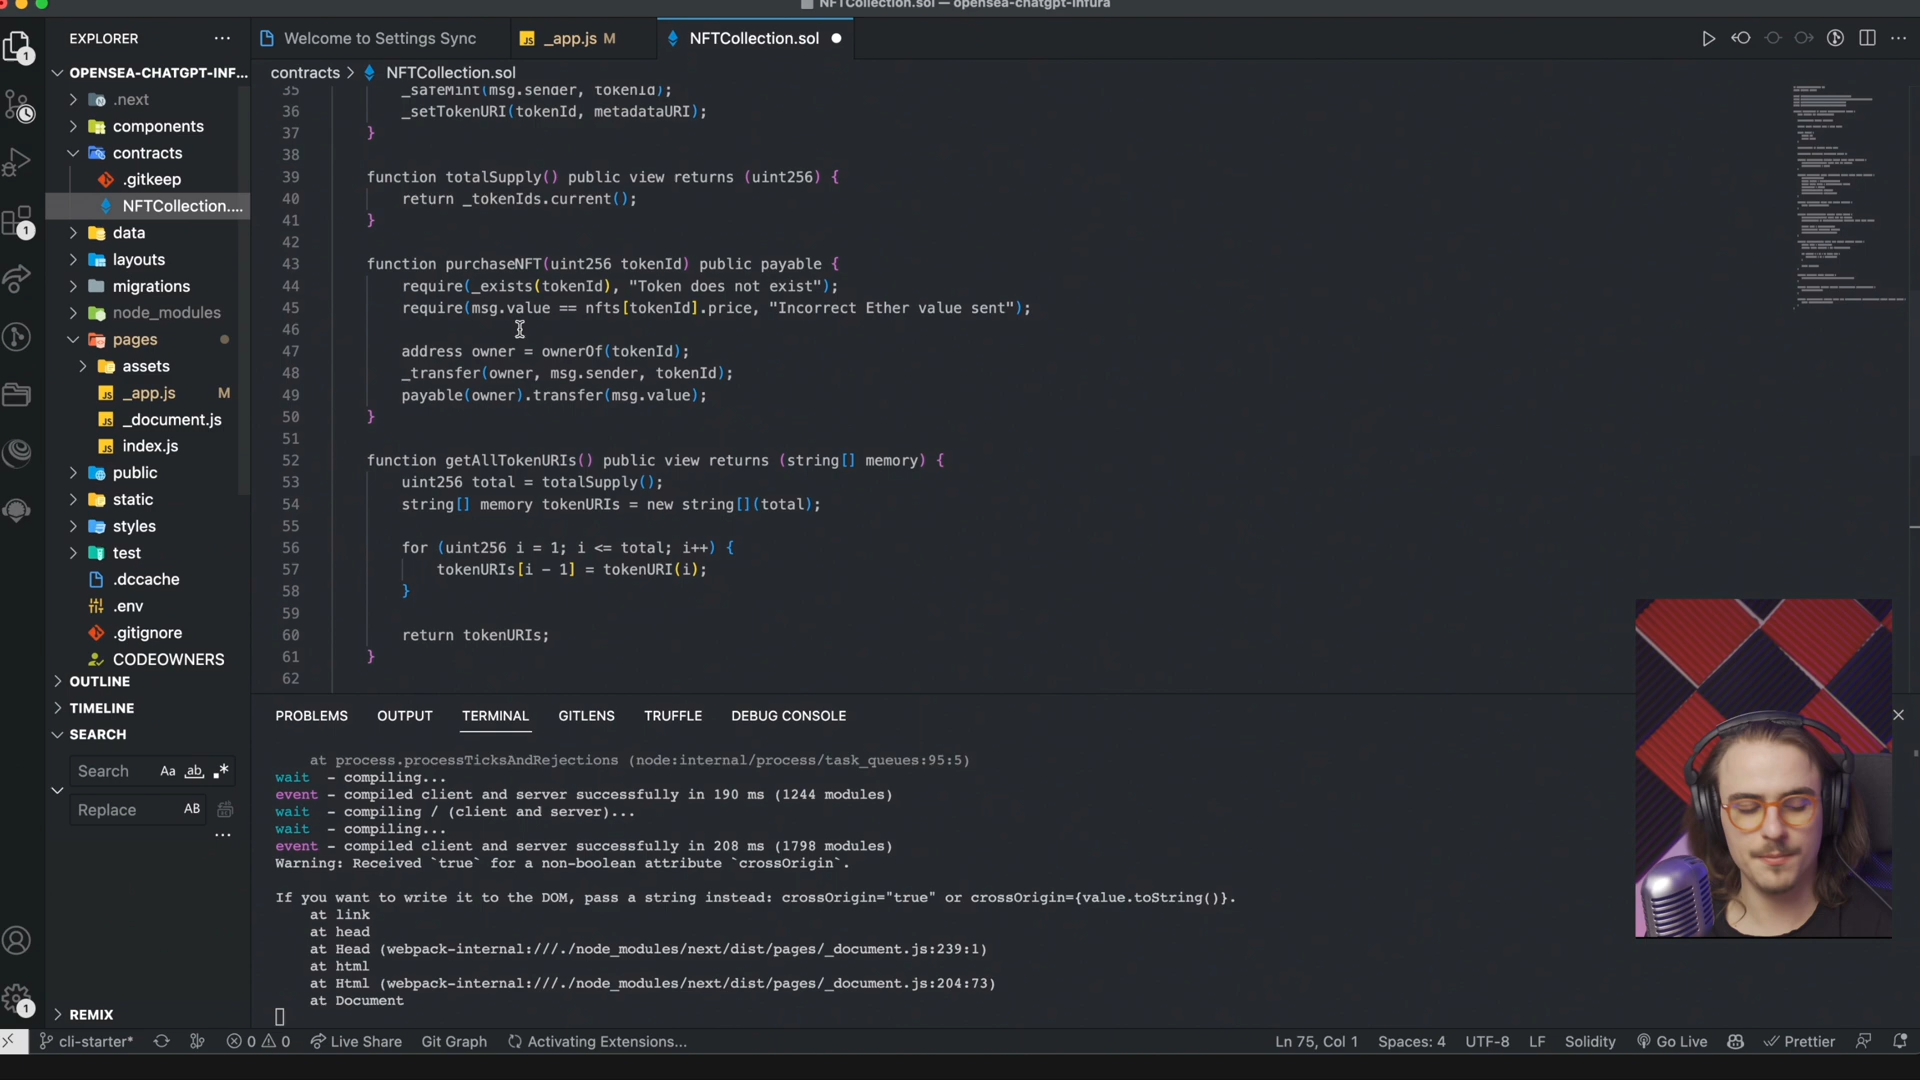 NFTCollection.sol — opensea-chatgpt-infura
EXPLORER
Welcome to Settings Sync
_app.js M
NFTCollection.sol
OPENSEA-CHATGPT-INF...
.next
components
contracts
.gitkeep
NFTCollection....
data
layouts
migrations
node_modules
pages
assets
_app.js M
_document.js
index.js
public
static
styles
test
.dccache
.env
.gitignore
CODEOWNERS
OUTLINE
TIMELINE
SEARCH
Search Aa ab
Replace AB
REMIX
1
1
1
contracts > NFTCollection.sol
35 _safeMint(msg.sender, tokenId);
36 _setTokenURI(tokenId, metadataURI);
37 }
38
39 function totalSupply() public view returns (uint256) {
40 return _tokenIds.current();
41 }
42
43 function purchaseNFT(uint256 tokenId) public payable {
44 require(_exists(tokenId), "Token does not exist");
45 require(msg.value == nfts[tokenId].price, "Incorrect Ether value sent");
46
47 address owner = ownerOf(tokenId);
48 _transfer(owner, msg.sender, tokenId);
49 payable(owner).transfer(msg.value);
50 }
51
52 function getAllTokenURIs() public view returns (string[] memory) {
53 uint256 total = totalSupply();
54 string[] memory tokenURIs = new string[](total);
55
56 for (uint256 i = 1; i <= total; i++) {
57 tokenURIs[i - 1] = tokenURI(i);
58 }
59
60 return tokenURIs;
61 }
62
PROBLEMS OUTPUT TERMINAL GITLENS TRUFFLE DEBUG CONSOLE
at process.processTicksAndRejections (node:internal/process/task_queues:95:5)
wait - compiling...
event - compiled client and server successfully in 190 ms (1244 modules)
wait - compiling / (client and server)...
wait - compiling...
event - compiled client and server successfully in 208 ms (1798 modules)
Warning: Received `true` for a non-boolean attribute `crossOrigin`.
If you want to write it to the DOM, pass a string instead: crossOrigin="true" or crossOrigin={value.toString()}.
at link
at head
at Head (webpack-internal:///./node_modules/next/dist/pages/_document.js:239:1)
at html
at Html (webpack-internal:///./node_modules/next/dist/pages/_document.js:204:73)
at Document
cli-starter* 0 0 Live Share Git Graph Activating Extensions... Ln 75, Col 1 Spaces: 4 UTF-8 LF Solidity Go Live Prettier